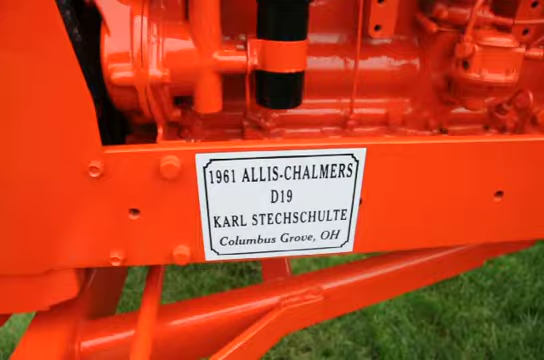 1961 ALLIS-CHALMERS
D19
KARL STECHSCHULTE
Columbus Grove, OH